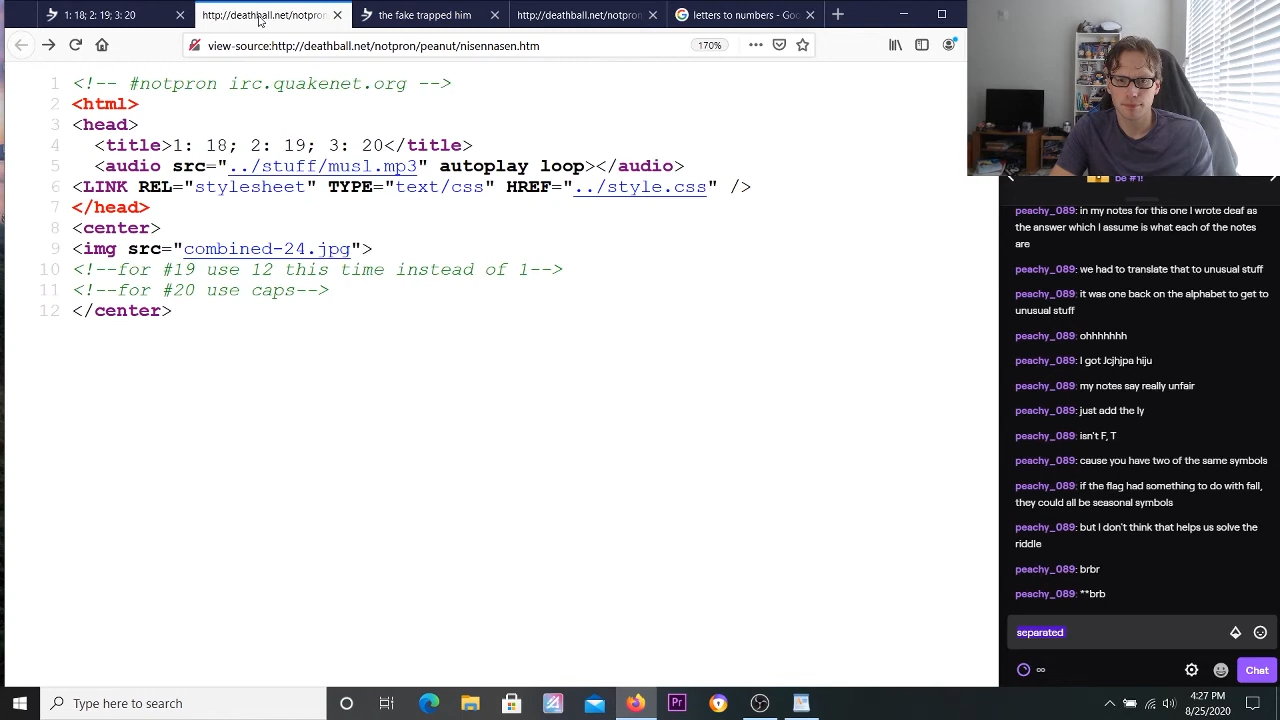 1: 18; 2: 19; 3: 20
http://deathball.net/notpron
the fake trapped him
http://deathball.net/notpron
letters to numbers - Goo
view-source:http://deathball.net/notpron/peanut/nisennasen.htm
170%
1 <!-- #notpron irc.quakenet.org -->
2 <html>
3 <head>
4 <title>1: 18; 2: 19; 3: 20</title>
5 <audio src="../stuff/musl.mp3" autoplay loop></audio>
6 <LINK REL="stylesheet" TYPE="text/css" HREF="../style.css" />
7 </head>
8 <center>
9 <img src="combined-24.jpg">
10 <!--for #19 use 12 this time instead of 1-->
11 <!--for #20 use caps-->
12 </center>
be #1!
peachy_089: in my notes for this one I wrote deaf as
the answer which I assume is what each of the notes
are
peachy_089: we had to translate that to unusual stuff
peachy_089: it was one back on the alphabet to get to
unusual stuff
peachy_089: ohhhhhhh
peachy_089: I got Jcjhjpa hiju
peachy_089: my notes say really unfair
peachy_089: just add the ly
peachy_089: isn't F, T
peachy_089: cause you have two of the same symbols
peachy_089: if the flag had something to do with fall,
they could all be seasonal symbols
peachy_089: but I don't think that helps us solve the
riddle
peachy_089: brbr
peachy_089: **brb
separated
∞
Chat
Type here to search
Pr
4:27 PM
8/25/2020